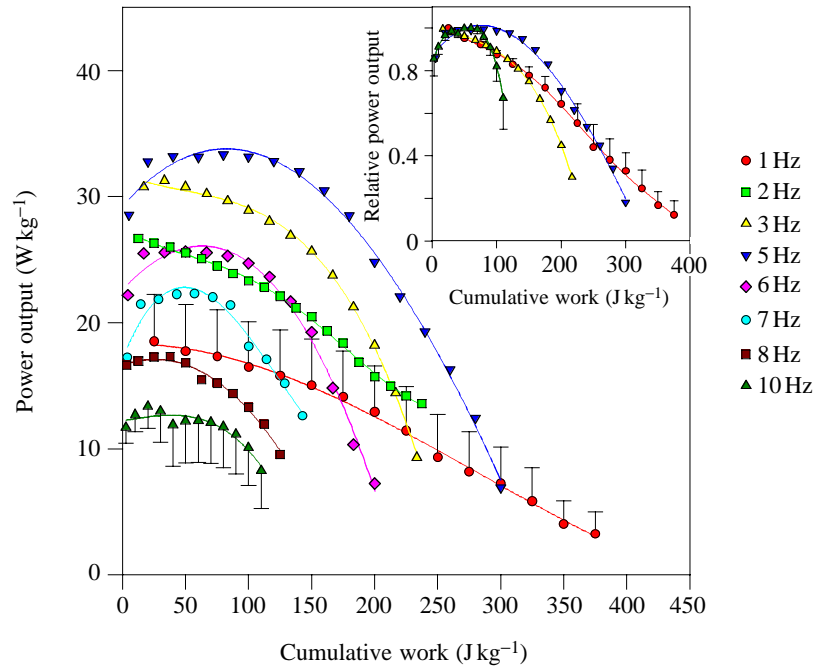 40
30
20
10
0
Power output (W kg–1)
0 50 100 150 200 250 300 350 400 450
Cumulative work (J kg–1)
0.8
0.4
0
Relative power output
0 100 200 300 400
Cumulative work (J kg–1)
1 Hz
2 Hz
3 Hz
5 Hz
6 Hz
7 Hz
8 Hz
10 Hz